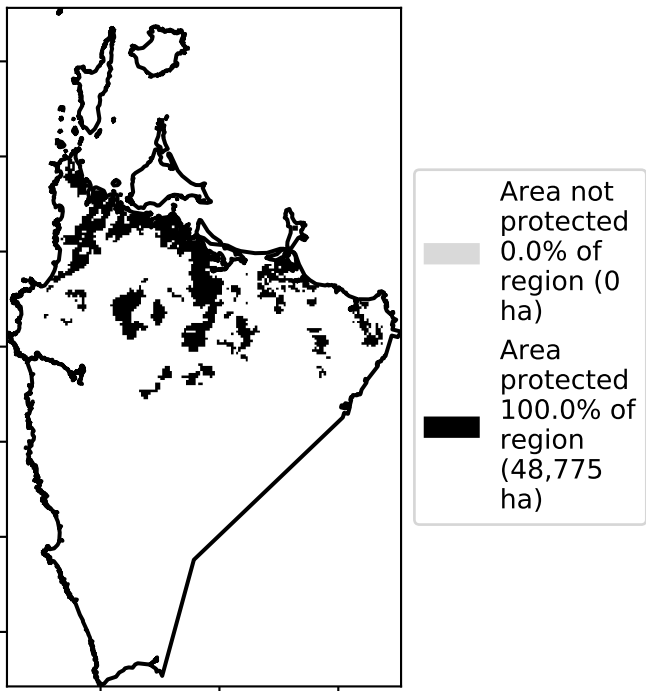 Area not
protected
0.0% of
region (0
ha)
Area
protected
100.0% of
region
(48,775
ha)